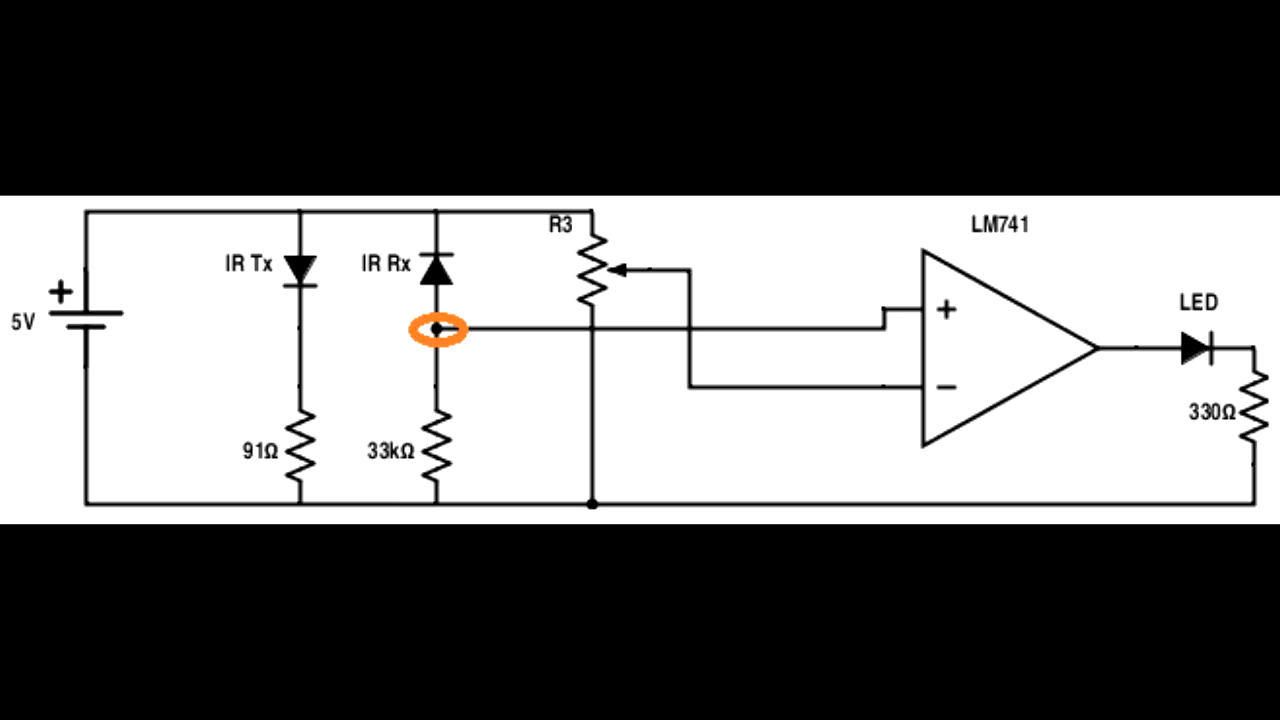 R3
LM741
IR Tx
IR Rx
+
5V
LED
+
−
91Ω
33kΩ
330Ω